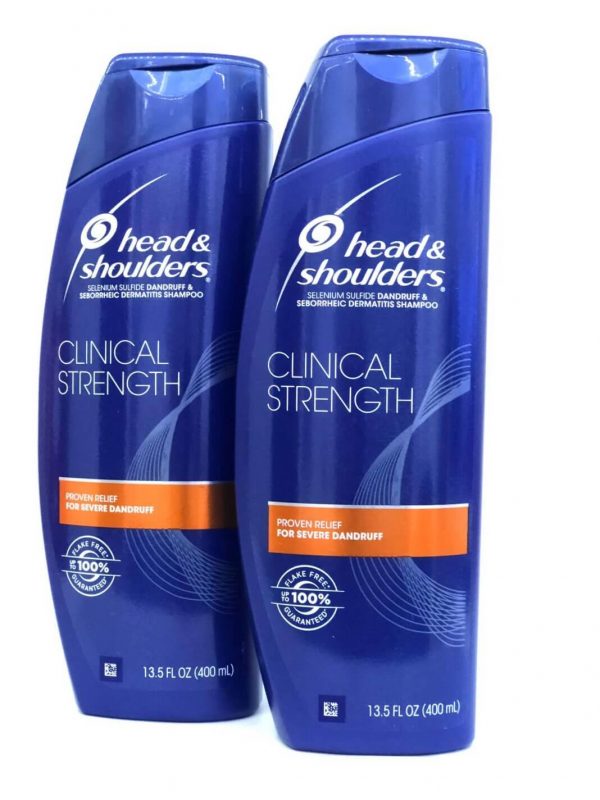 head &
shoulders®
SELENIUM SULFIDE DANDRUFF &
SEBORRHEIC DERMATITIS SHAMPOO
CLINICAL
STRENGTH
PROVEN RELIEF
FOR SEVERE DANDRUFF
FLAKE FREE*
UP TO 100%
GUARANTEED*
13.5 FL OZ (400 mL)
head &
shoulders®
SELENIUM SULFIDE DANDRUFF &
SEBORRHEIC DERMATITIS SHAMPOO
CLINICAL
STRENGTH
PROVEN RELIEF
FOR SEVERE DANDRUFF
FLAKE FREE*
UP TO 100%
GUARANTEED*
13.5 FL OZ (400 mL)